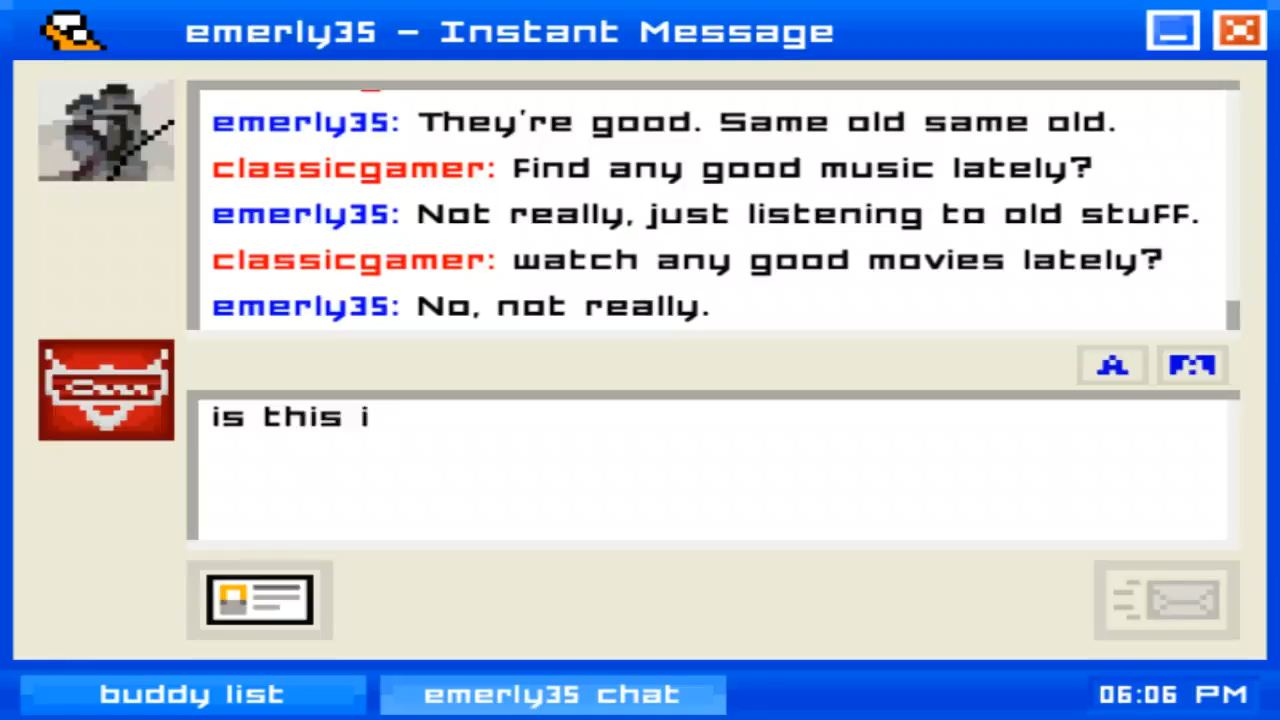 emerly35 - Instant Message
emerly35: They're good. Same old same old.
classicgamer: Find any good music lately?
emerly35: Not really, just listening to old stuff.
classicgamer: watch any good movies lately?
emerly35: No, not really.
A
is this i
buddy list
emerly35 chat
06:06 PM